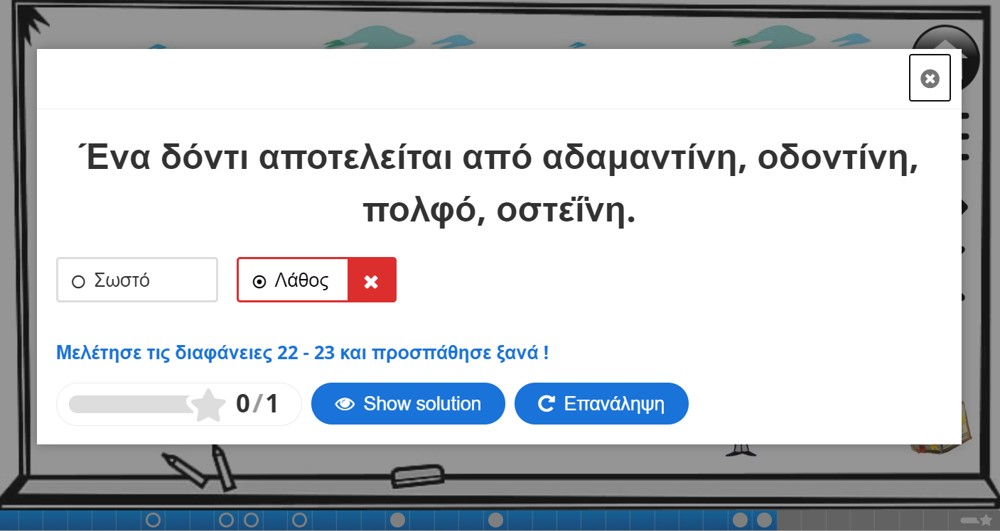 Ένα δόντι αποτελείται από αδαμαντίνη, οδοντίνη,
πολφό, οστεΐνη.
Σωστό
Λάθος
Μελέτησε τις διαφάνειες 22 - 23 και προσπάθησε ξανά !
0/1
Show solution
Επανάληψη